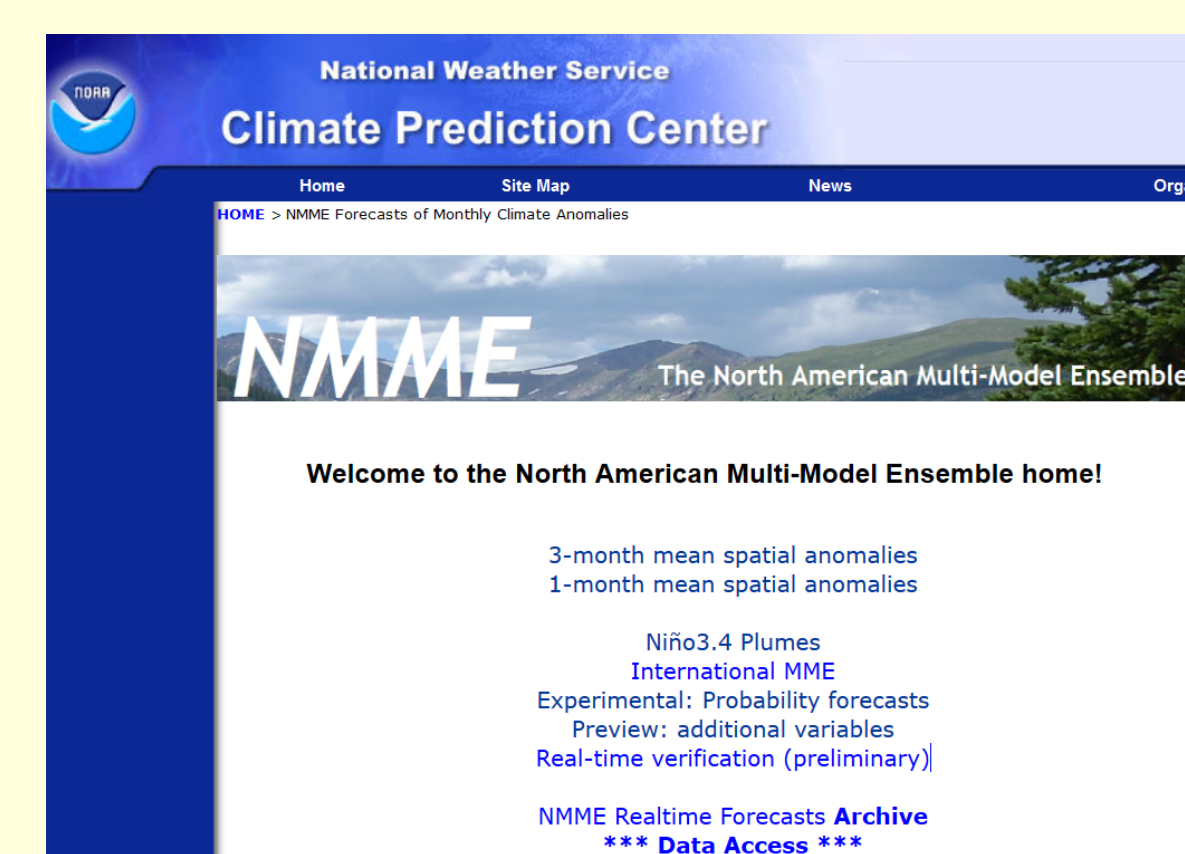 NOAA
National Weather Service
Climate Prediction Center
Home Site Map News
HOME > NMME Forecasts of Monthly Climate Anomalies
NMME
The North American Multi-Model Ensemble
Welcome to the North American Multi-Model Ensemble home!
3-month mean spatial anomalies
1-month mean spatial anomalies
Niño3.4 Plumes
International MME
Experimental: Probability forecasts
Preview: additional variables
Real-time verification (preliminary)
NMME Realtime Forecasts Archive
*** Data Access ***